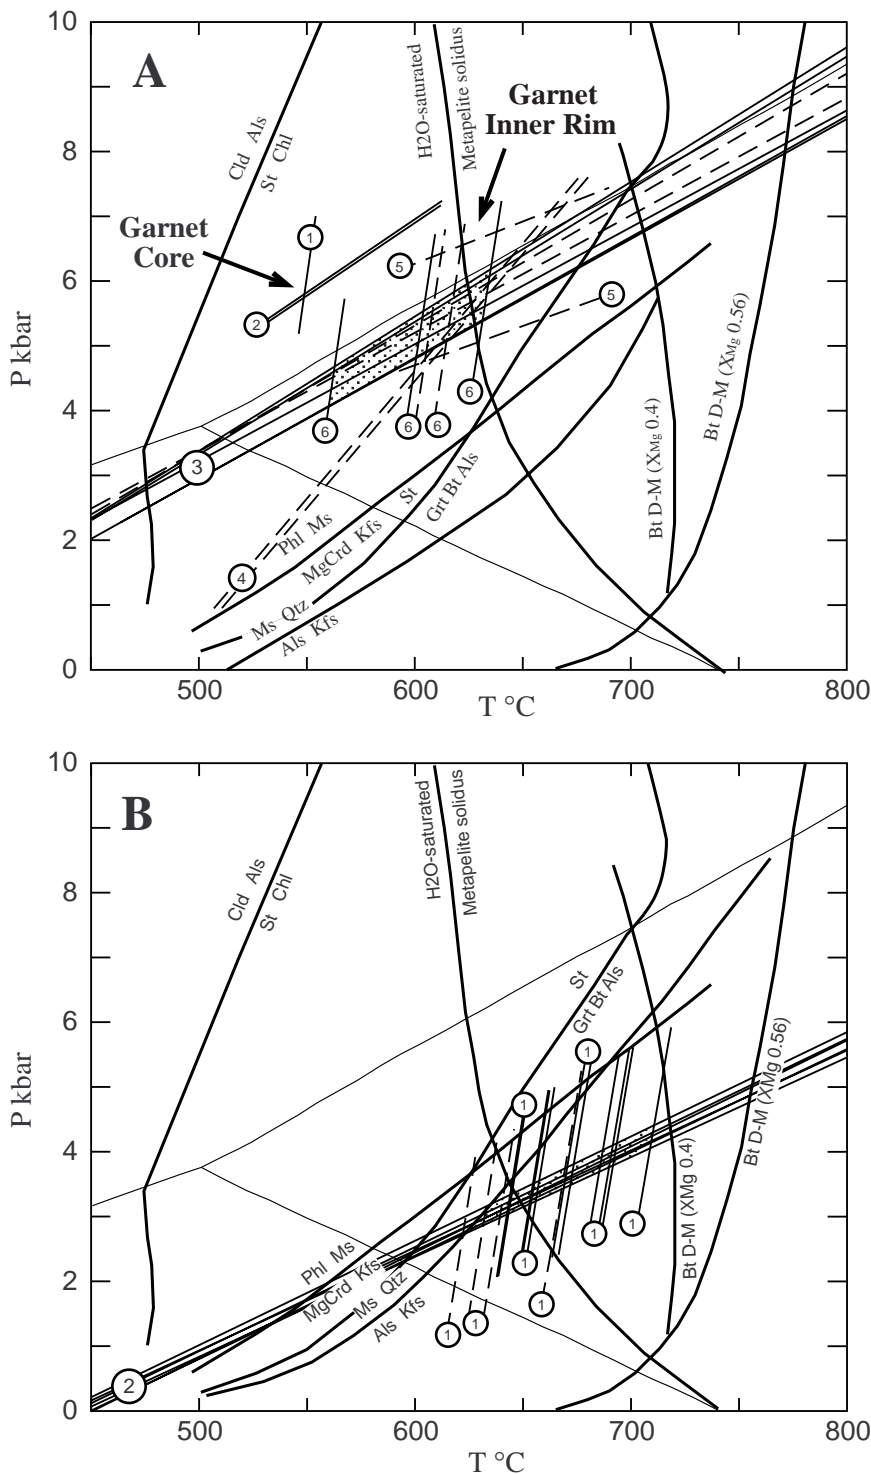 10
8
6
4
2
0
P kbar
A
Cld Als
St Chl
H2O-saturated
Metapelite solidus
Garnet
Inner Rim
Garnet
Core
1
2
5
5
3
4
6
6
6
6
Phl Ms
MgCrd Kfs
St
Grt Bt Als
Ms Qtz
Als Kfs
Bt D-M (XMg 0.4)
Bt D-M (XMg 0.56)
500
600
700
800
T °C
10
8
6
4
2
0
P kbar
B
Cld Als
St Chl
H2O-saturated
Metapelite solidus
St
Grt Bt Als
1
1
1
1
1
1
1
1
2
Phl Ms
MgCrd Kfs
Ms Qtz
Als Kfs
Bt D-M (XMg 0.4)
Bt D-M (XMg 0.56)
500
600
700
800
T °C